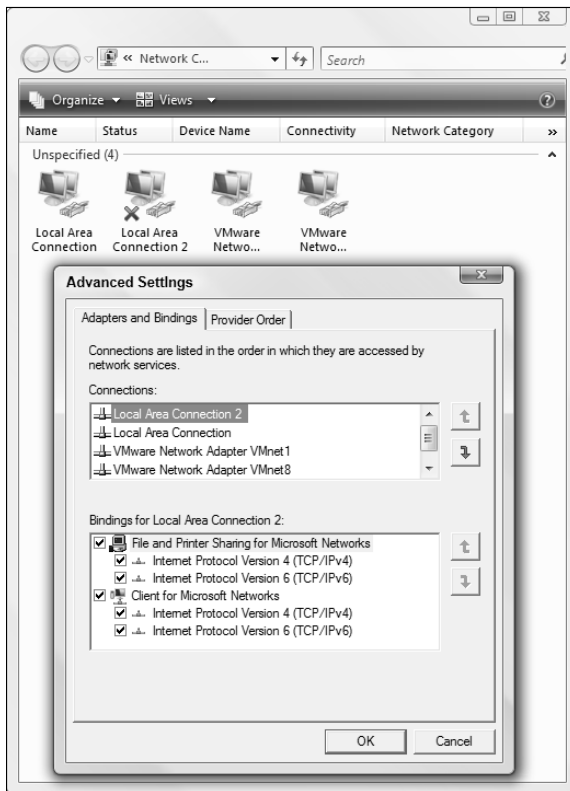 « Network C...
Search
Organize Views
Name Status Device Name Connectivity Network Category »
Unspecified (4)
Local Area Connection
Local Area Connection 2
VMware Netwo...
VMware Netwo...
Advanced Settings
Adapters and Bindings Provider Order
Connections are listed in the order in which they are accessed by
network services.
Connections:
Local Area Connection 2
Local Area Connection
VMware Network Adapter VMnet1
VMware Network Adapter VMnet8
Bindings for Local Area Connection 2:
File and Printer Sharing for Microsoft Networks
Internet Protocol Version 4 (TCP/IPv4)
Internet Protocol Version 6 (TCP/IPv6)
Client for Microsoft Networks
Internet Protocol Version 4 (TCP/IPv4)
Internet Protocol Version 6 (TCP/IPv6)
OK Cancel